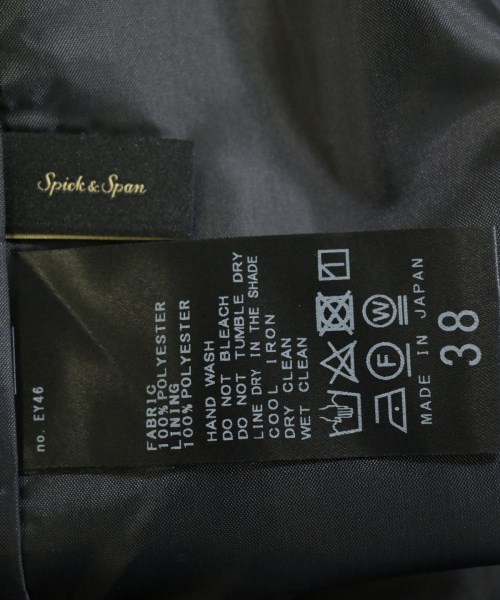 Spick & Span
no. EY46
FABRIC
100% POLYESTER
LINING
100% POLYESTER
HAND WASH
DO NOT BLEACH
DO NOT TUMBLE DRY
LINE DRY IN THE SHADE
COOL IRON
DRY CLEAN
WET CLEAN
F W
MADE IN JAPAN
38